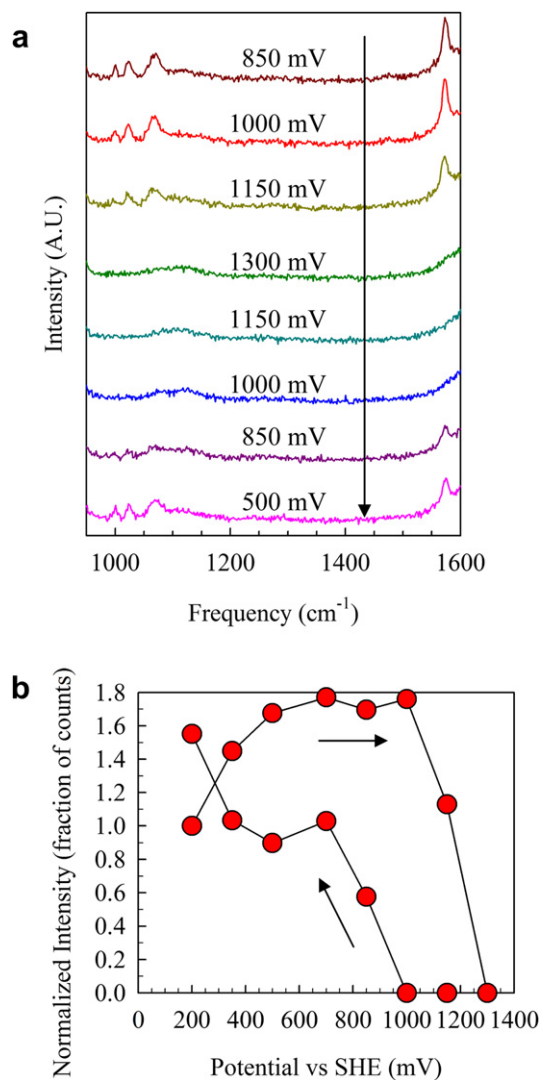 a
850 mV
1000 mV
1150 mV
1300 mV
1150 mV
1000 mV
850 mV
500 mV
Intensity (A.U.)
1000 1200 1400 1600
Frequency (cm⁻¹)
b
Normalized Intensity (fraction of counts)
1.8
1.6
1.4
1.2
1.0
0.8
0.6
0.4
0.2
0.0
0 200 400 600 800 1000 1200 1400
Potential vs SHE (mV)